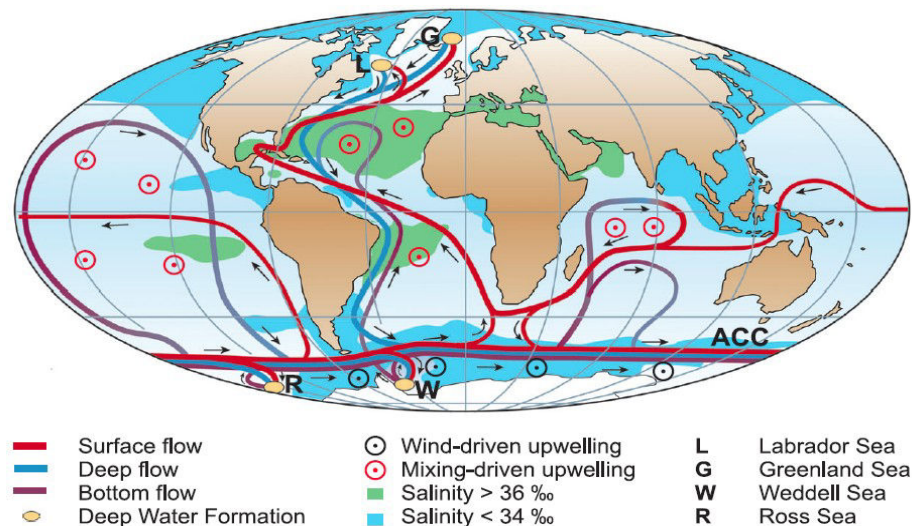 G
L
ACC
R
W
Surface flow
Deep flow
Bottom flow
Deep Water Formation
Wind-driven upwelling
Mixing-driven upwelling
Salinity > 36 ‰
Salinity < 34 ‰
L Labrador Sea
G Greenland Sea
W Weddell Sea
R Ross Sea